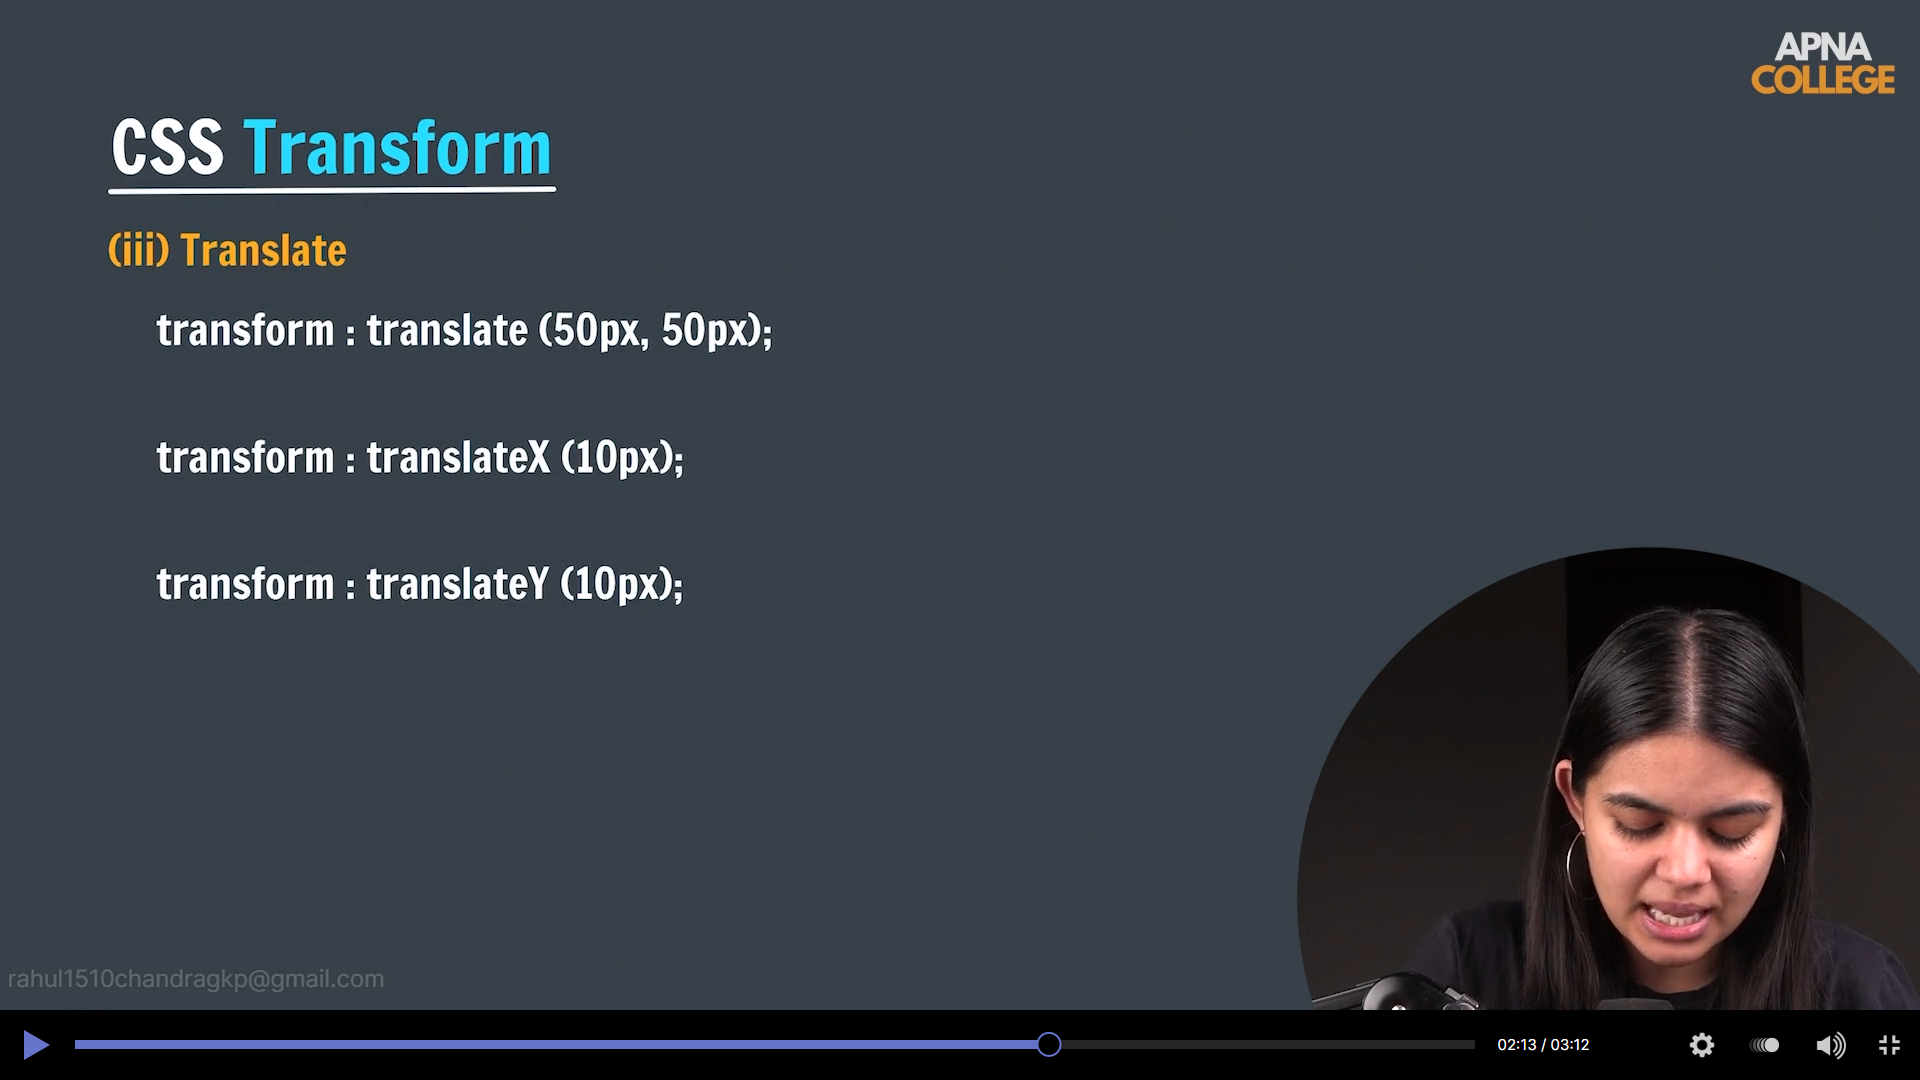 APNA
COLLEGE
CSS Transform
(iii) Translate
transform : translate (50px, 50px);
transform : translateX (10px);
transform : translateY (10px);
rahul1510chandragkp@gmail.com
02:13 / 03:12